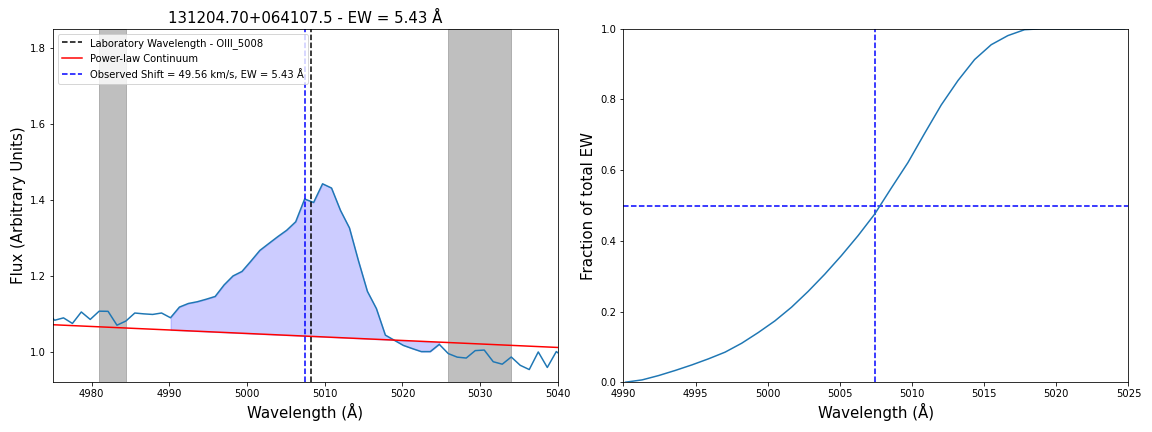 131204.70+064107.5 - EW = 5.43 Å
Laboratory Wavelength - OIII_5008
Power-law Continuum
Observed Shift = 49.56 km/s, EW = 5.43 Å
Flux (Arbitrary Units)
1.8
1.6
1.4
1.2
1.0
4980 4990 5000 5010 5020 5030 5040
Wavelength (Å)
Fraction of total EW
1.0
0.8
0.6
0.4
0.2
0.0
4990 4995 5000 5005 5010 5015 5020 5025
Wavelength (Å)